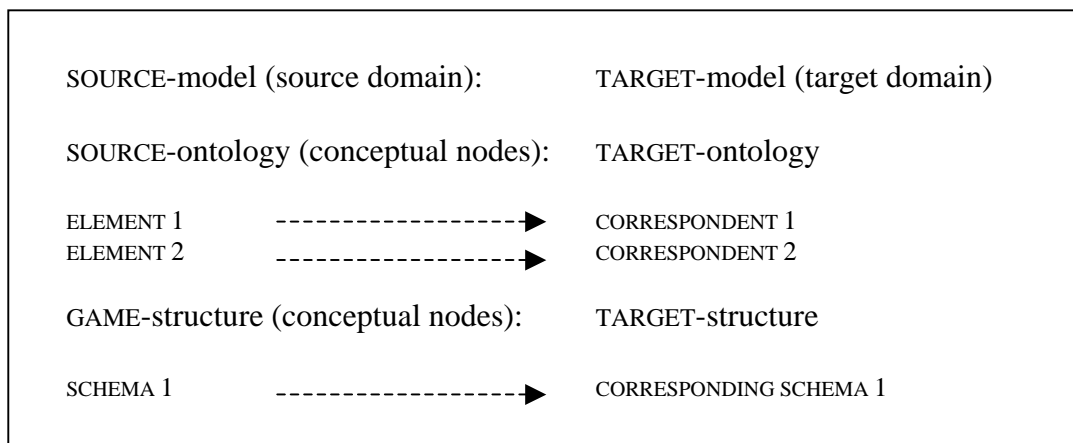 SOURCE-model (source domain): TARGET-model (target domain)
SOURCE-ontology (conceptual nodes): TARGET-ontology
ELEMENT 1 CORRESPONDENT 1
ELEMENT 2 CORRESPONDENT 2
GAME-structure (conceptual nodes): TARGET-structure
SCHEMA 1 CORRESPONDING SCHEMA 1